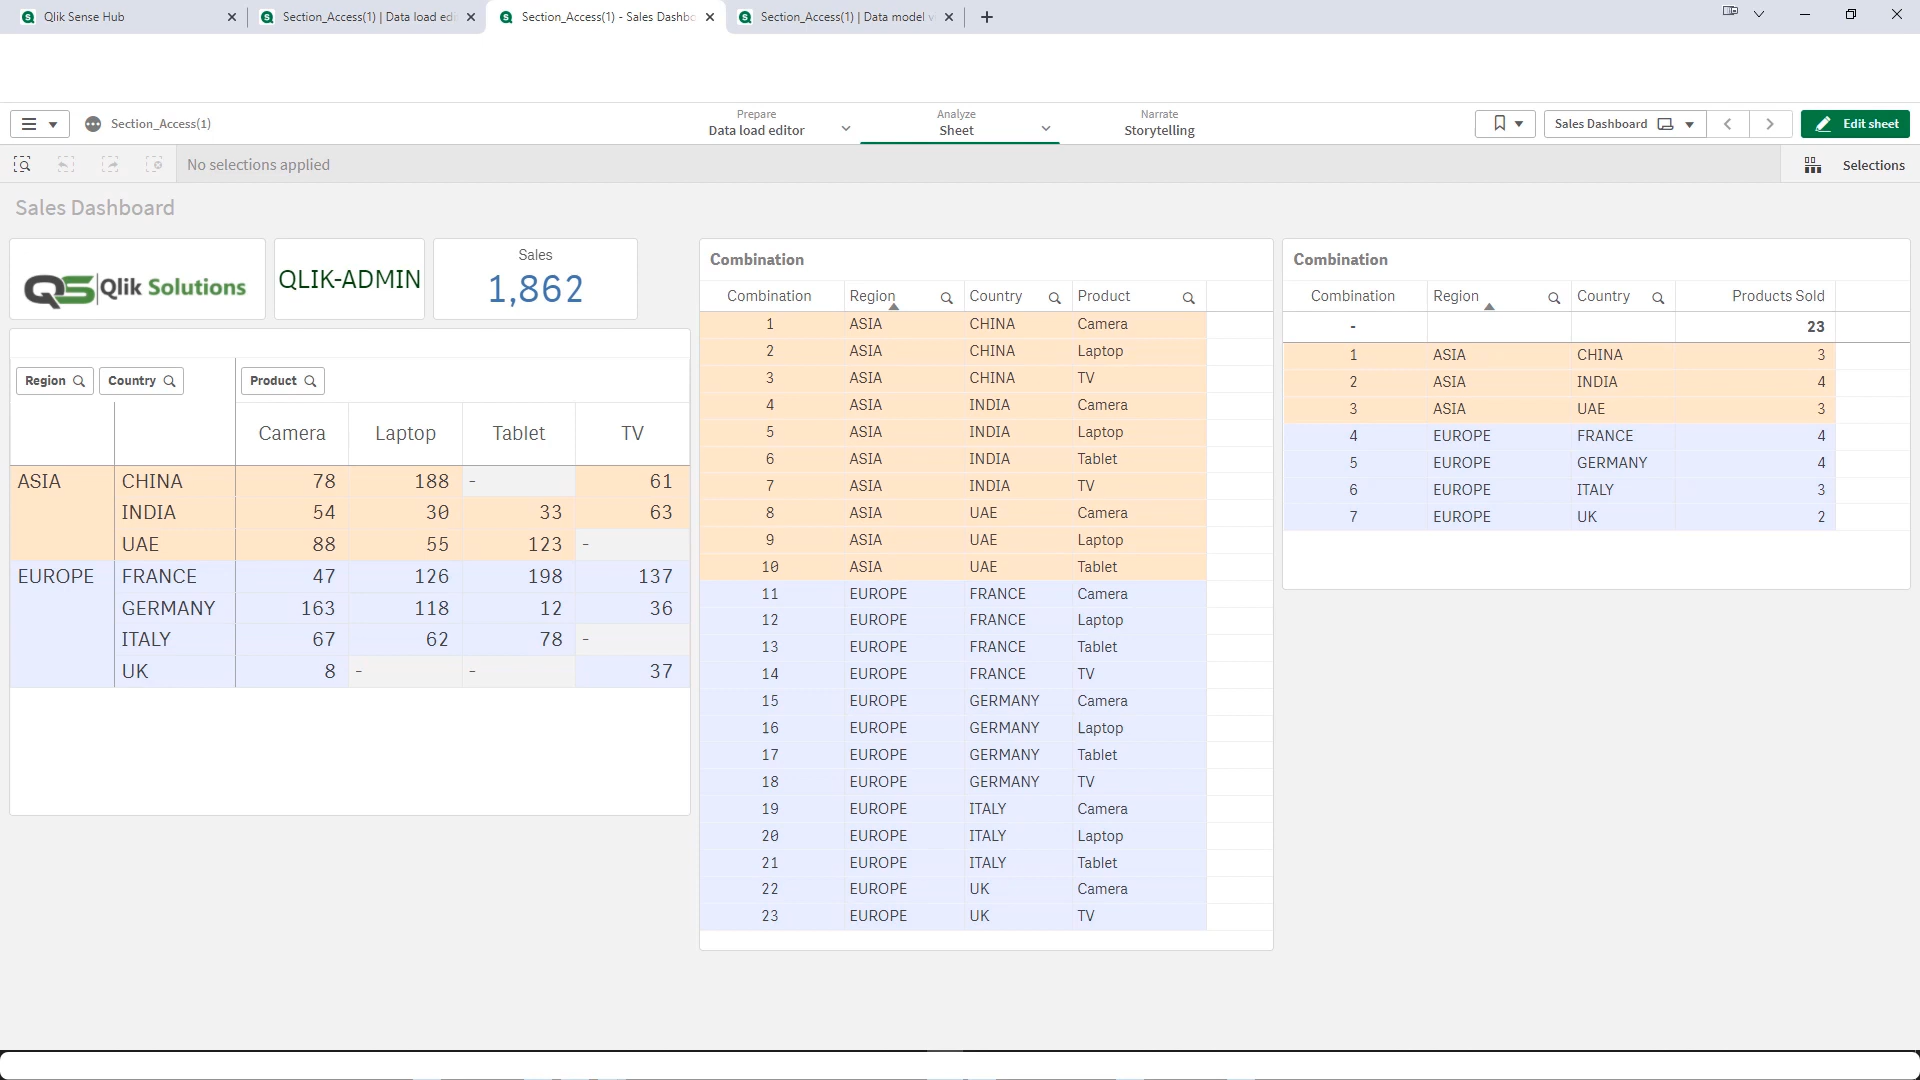 Qlik Sense Hub
Section_Access(1) | Data load edi
Section_Access(1) - Sales Dashbo
Section_Access(1) | Data model v
Section_Access(1)
Prepare
Data load editor
Analyze
Sheet
Narrate
Storytelling
Sales Dashboard
Edit sheet
No selections applied
Selections
Sales Dashboard
QS Qlik Solutions
QLIK-ADMIN
Sales
1,862
Region Country Product
Camera Laptop Tablet TV
ASIA CHINA 78 188 - 61
INDIA 54 30 33 63
UAE 88 55 123 -
EUROPE FRANCE 47 126 198 137
GERMANY 163 118 12 36
ITALY 67 62 78 -
UK 8 - - 37
Combination
Combination Region Country Product
1 ASIA CHINA Camera
2 ASIA CHINA Laptop
3 ASIA CHINA TV
4 ASIA INDIA Camera
5 ASIA INDIA Laptop
6 ASIA INDIA Tablet
7 ASIA INDIA TV
8 ASIA UAE Camera
9 ASIA UAE Laptop
10 ASIA UAE Tablet
11 EUROPE FRANCE Camera
12 EUROPE FRANCE Laptop
13 EUROPE FRANCE Tablet
14 EUROPE FRANCE TV
15 EUROPE GERMANY Camera
16 EUROPE GERMANY Laptop
17 EUROPE GERMANY Tablet
18 EUROPE GERMANY TV
19 EUROPE ITALY Camera
20 EUROPE ITALY Laptop
21 EUROPE ITALY Tablet
22 EUROPE UK Camera
23 EUROPE UK TV
Combination
Combination Region Country Products Sold
- 23
1 ASIA CHINA 3
2 ASIA INDIA 4
3 ASIA UAE 3
4 EUROPE FRANCE 4
5 EUROPE GERMANY 4
6 EUROPE ITALY 3
7 EUROPE UK 2